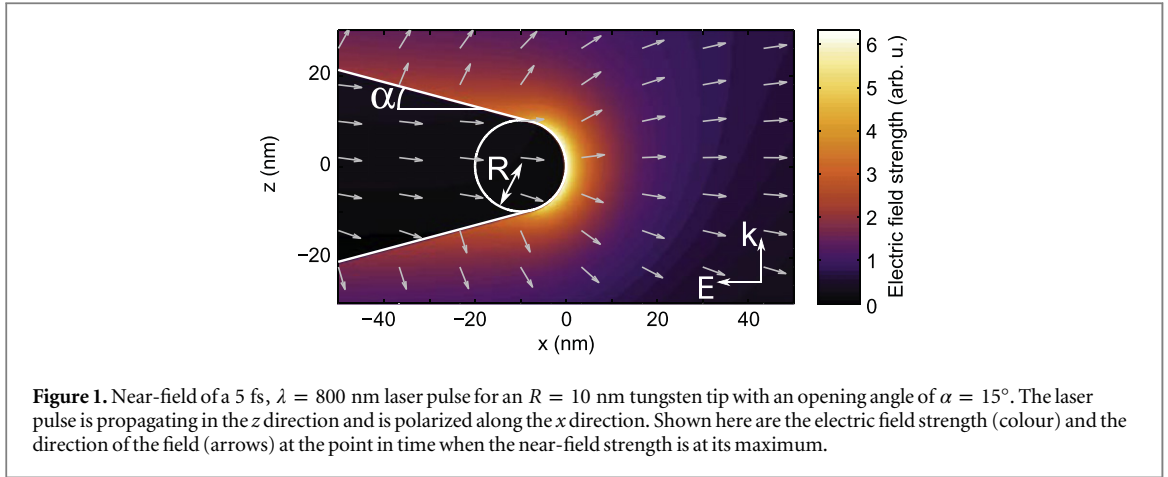 α
R
k
E
20
0
−20
z (nm)
−40
−20
0
20
40
x (nm)
6
5
4
3
2
1
0
Electric field strength (arb. u.)
Figure 1. Near-field of a 5 fs, λ = 800 nm laser pulse for an R = 10 nm tungsten tip with an opening angle of α = 15°. The laser
pulse is propagating in the z direction and is polarized along the x direction. Shown here are the electric field strength (colour) and the
direction of the field (arrows) at the point in time when the near-field strength is at its maximum.